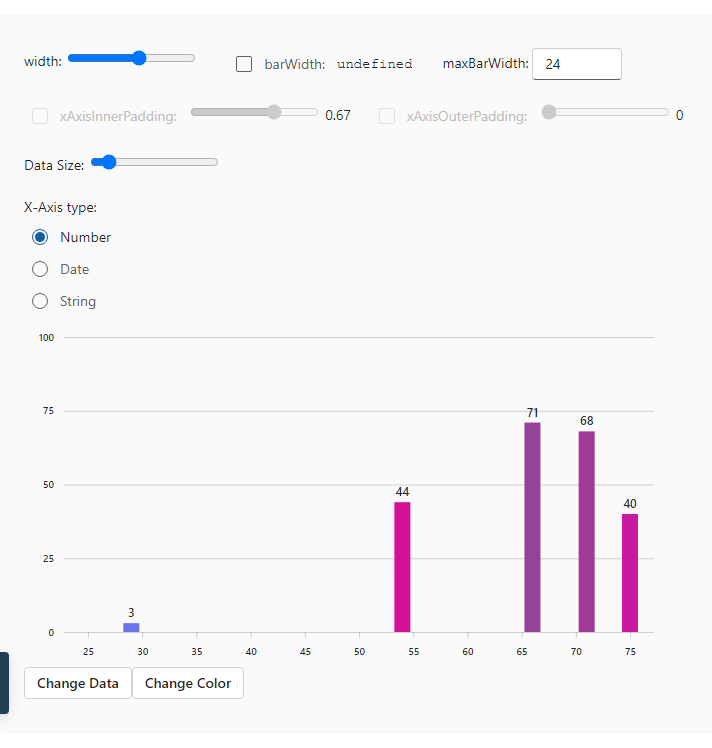 width: barWidth: undefined maxBarWidth: 24
xAxisInnerPadding: 0.67 xAxisOuterPadding: 0
Data Size:
X-Axis type:
Number
Date
String
100
75
50
25
0
3
44
71
68
40
25 30 35 40 45 50 55 60 65 70 75
Change Data Change Color